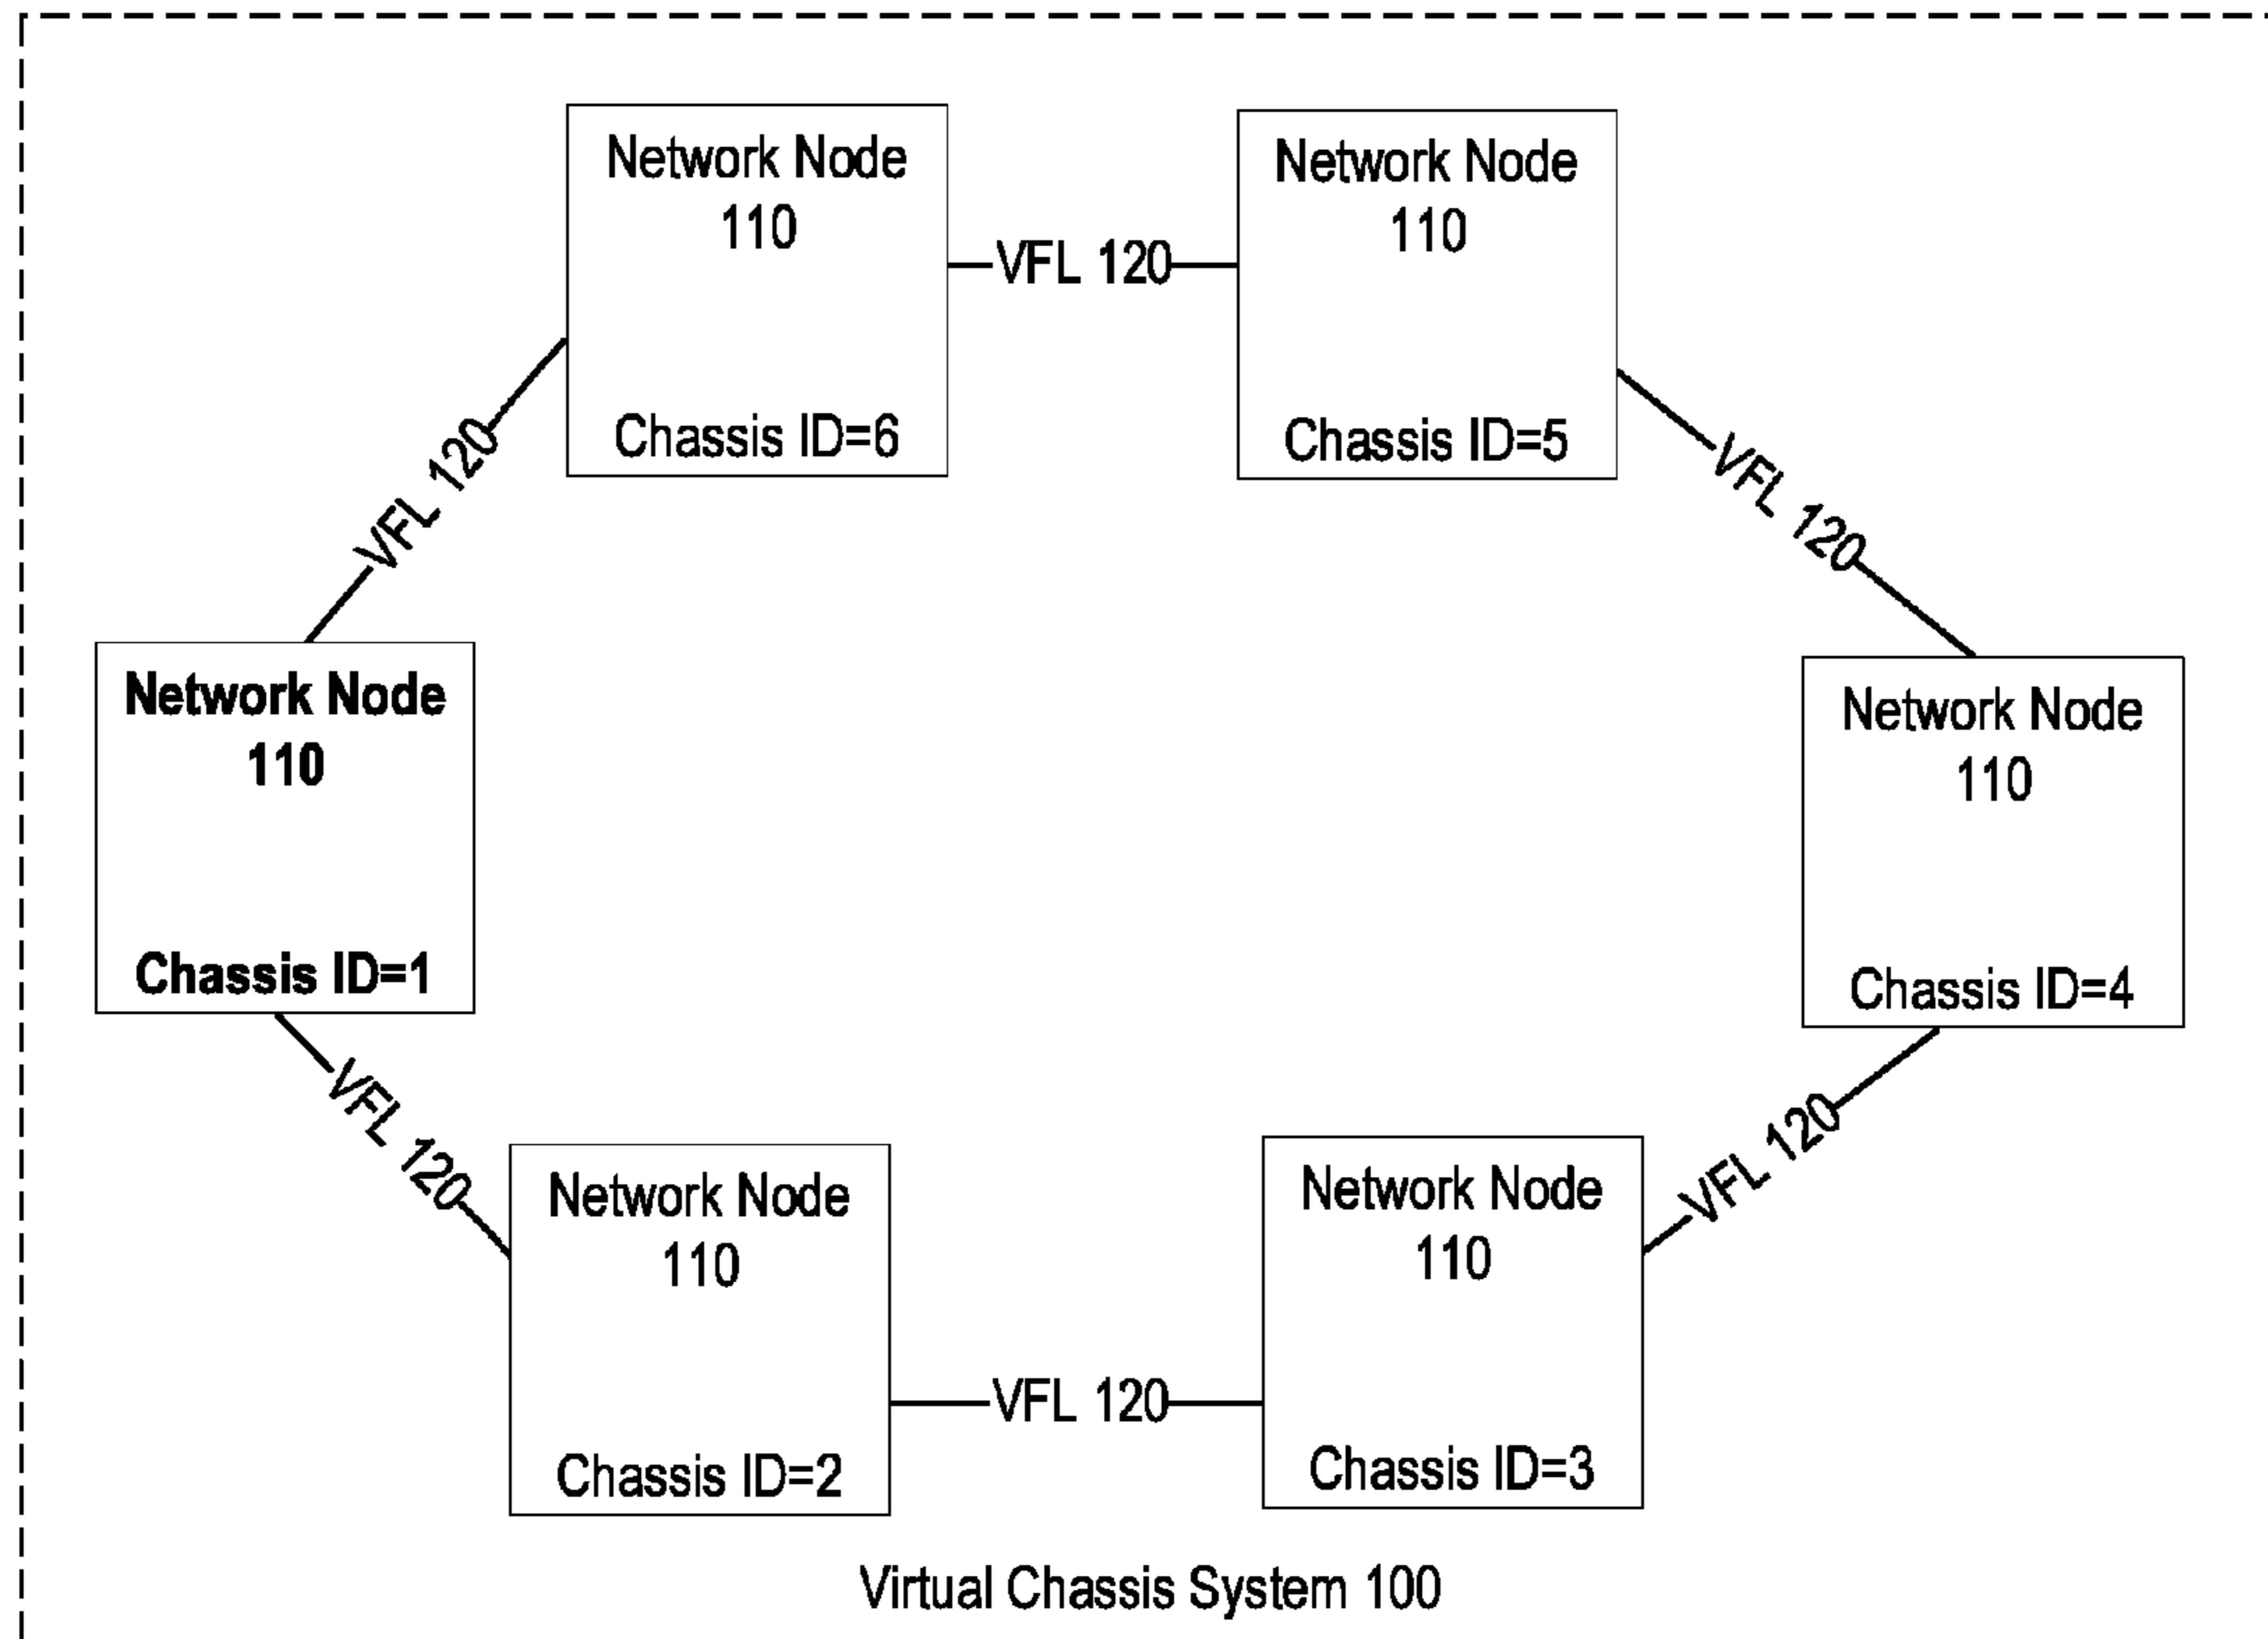 Network Node
110
Chassis ID=6
VFL 120
Network Node
110
Chassis ID=5
VFL 120
VFL 120
Network Node
110
Chassis ID=1
Network Node
110
Chassis ID=4
VFL 120
VFL 120
Network Node
110
Chassis ID=2
VFL 120
Network Node
110
Chassis ID=3
Virtual Chassis System 100